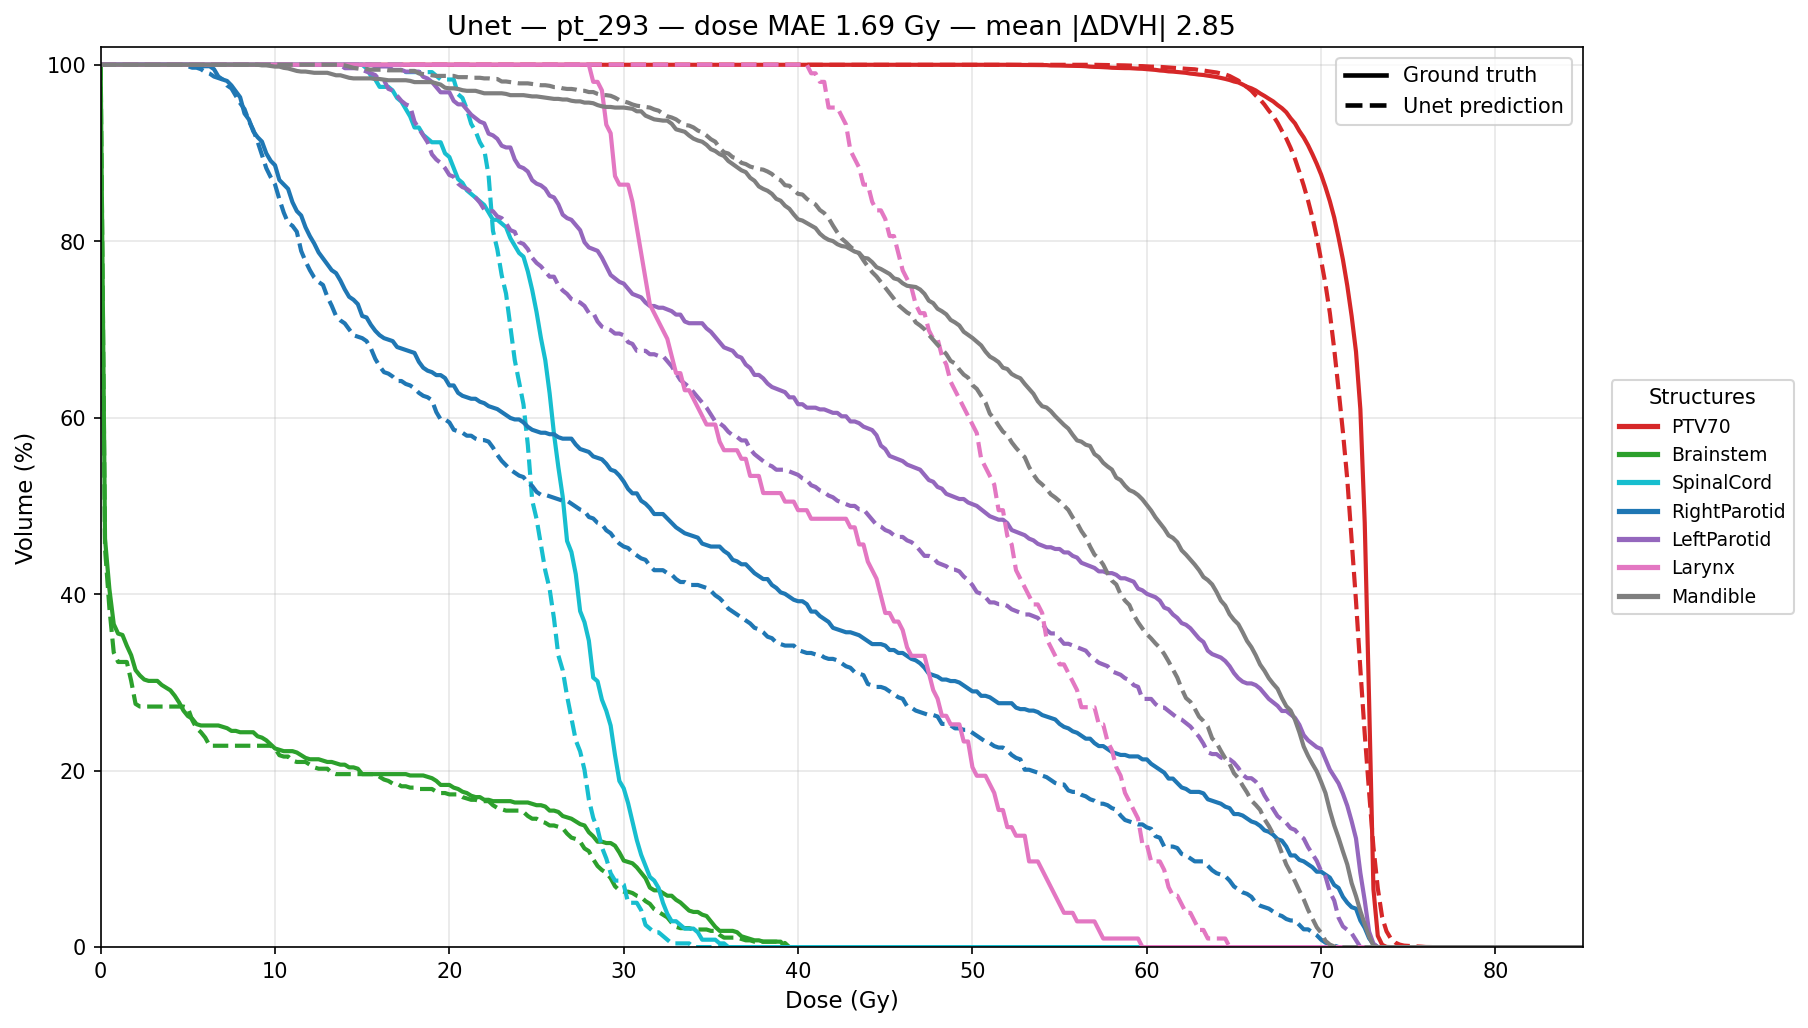 Unet — pt_293 — dose MAE 1.69 Gy — mean |ΔDVH| 2.85
Ground truth
Unet prediction
Volume (%)
100
80
60
40
20
0
0 10 20 30 40 50 60 70 80
Dose (Gy)
Structures
PTV70
Brainstem
SpinalCord
RightParotid
LeftParotid
Larynx
Mandible